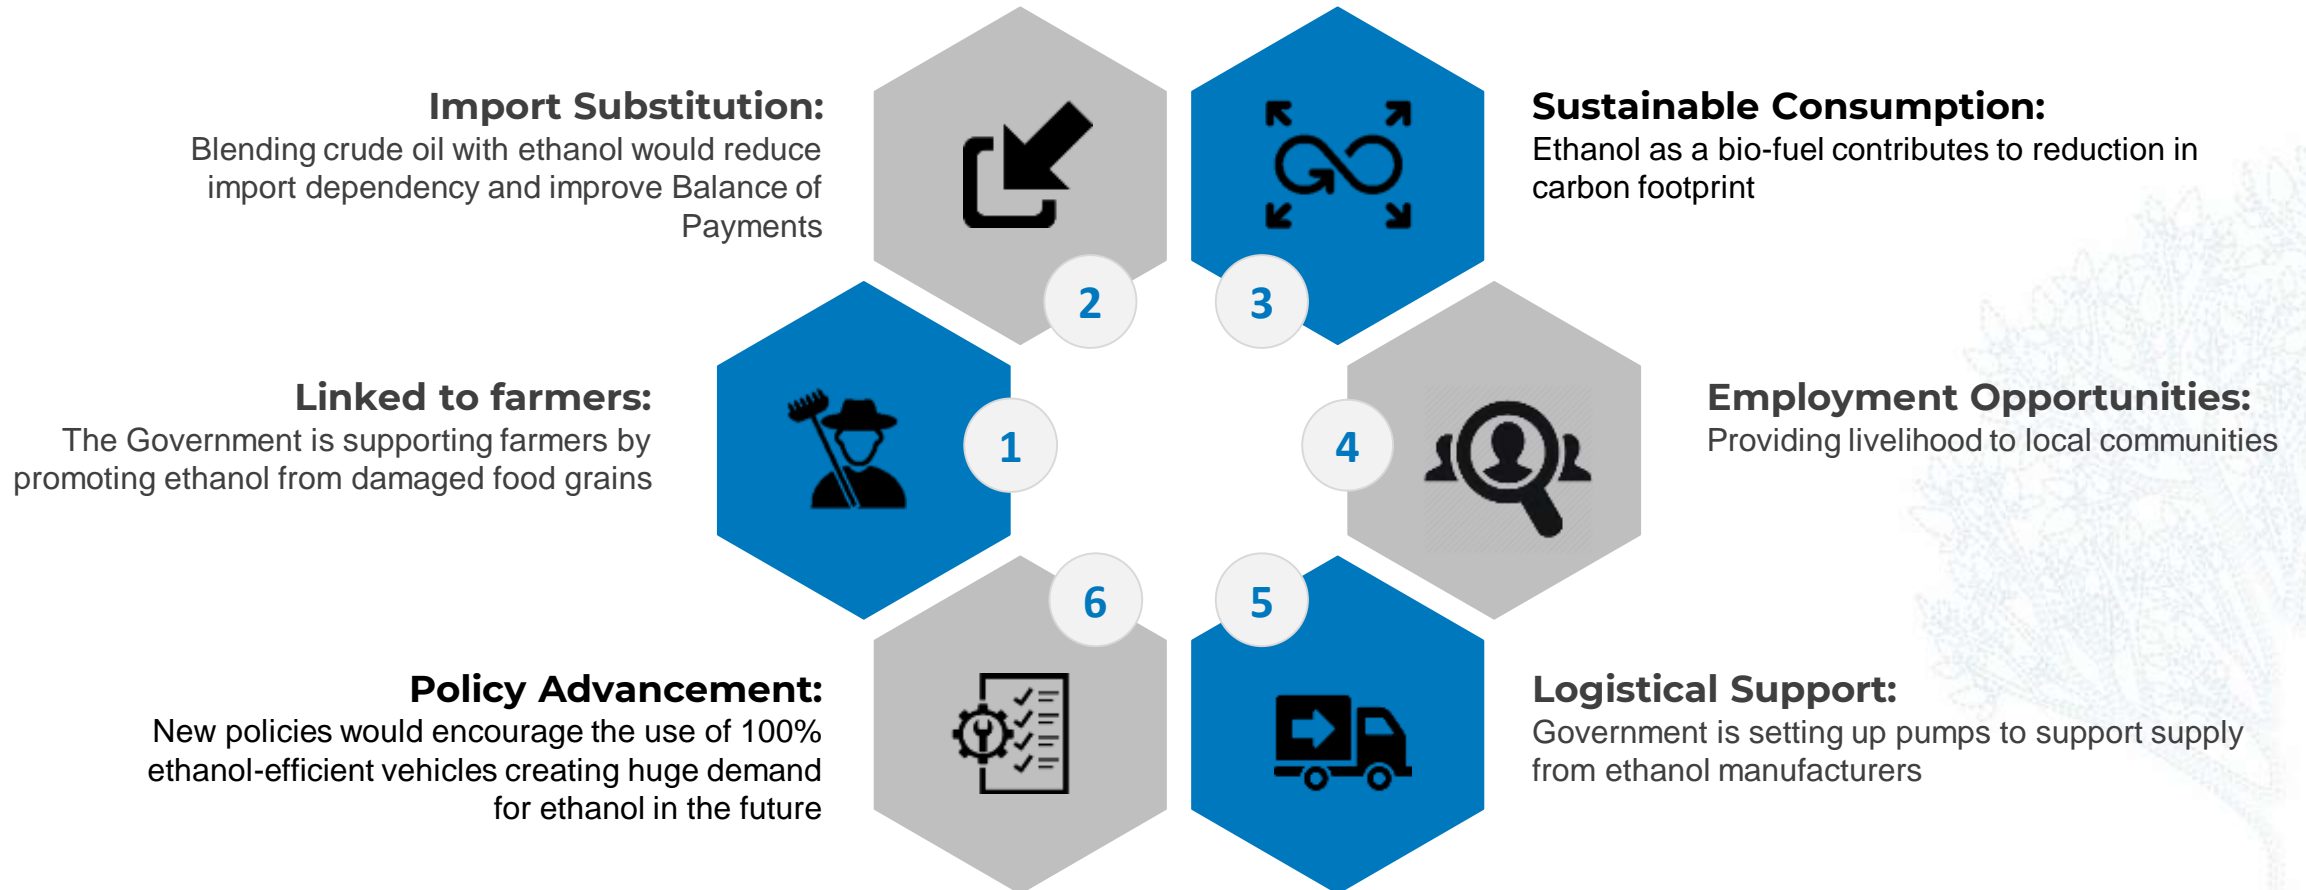 Import Substitution:
Blending crude oil with ethanol would reduce
import dependency and improve Balance of
Payments
2
Sustainable Consumption:
Ethanol as a bio-fuel contributes to reduction in
carbon footprint
3
Linked to farmers:
The Government is supporting farmers by
promoting ethanol from damaged food grains
1
Employment Opportunities:
Providing livelihood to local communities
4
Policy Advancement:
New policies would encourage the use of 100%
ethanol-efficient vehicles creating huge demand
for ethanol in the future
6
Logistical Support:
Government is setting up pumps to support supply
from ethanol manufacturers
5